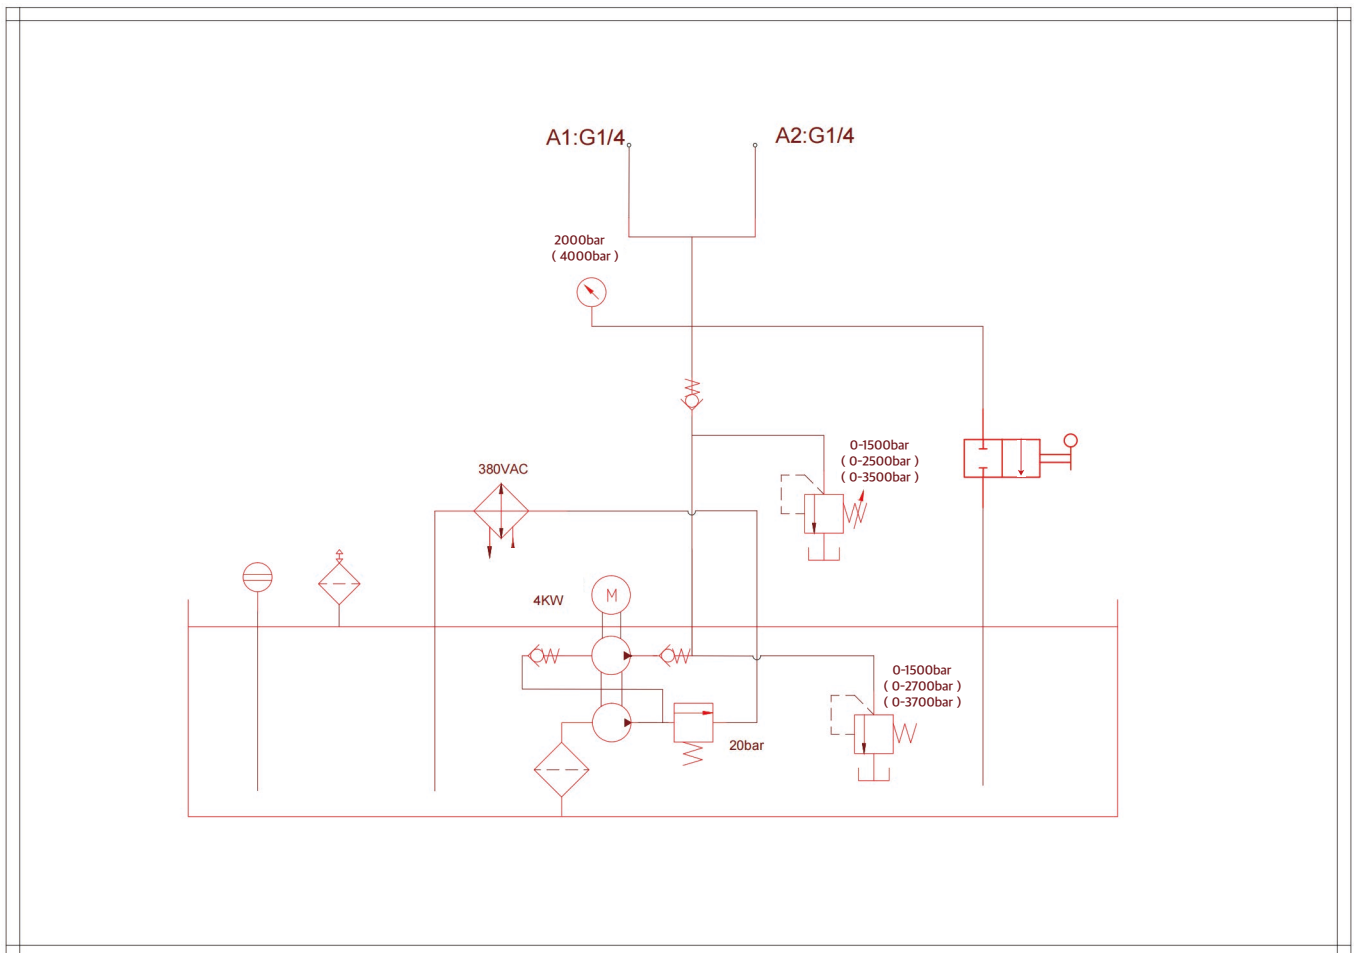 A1:G1/4
A2:G1/4
2000bar
( 4000bar )
0-1500bar
( 0-2500bar )
( 0-3500bar )
380VAC
M
4KW
0-1500bar
( 0-2700bar )
( 0-3700bar )
20bar